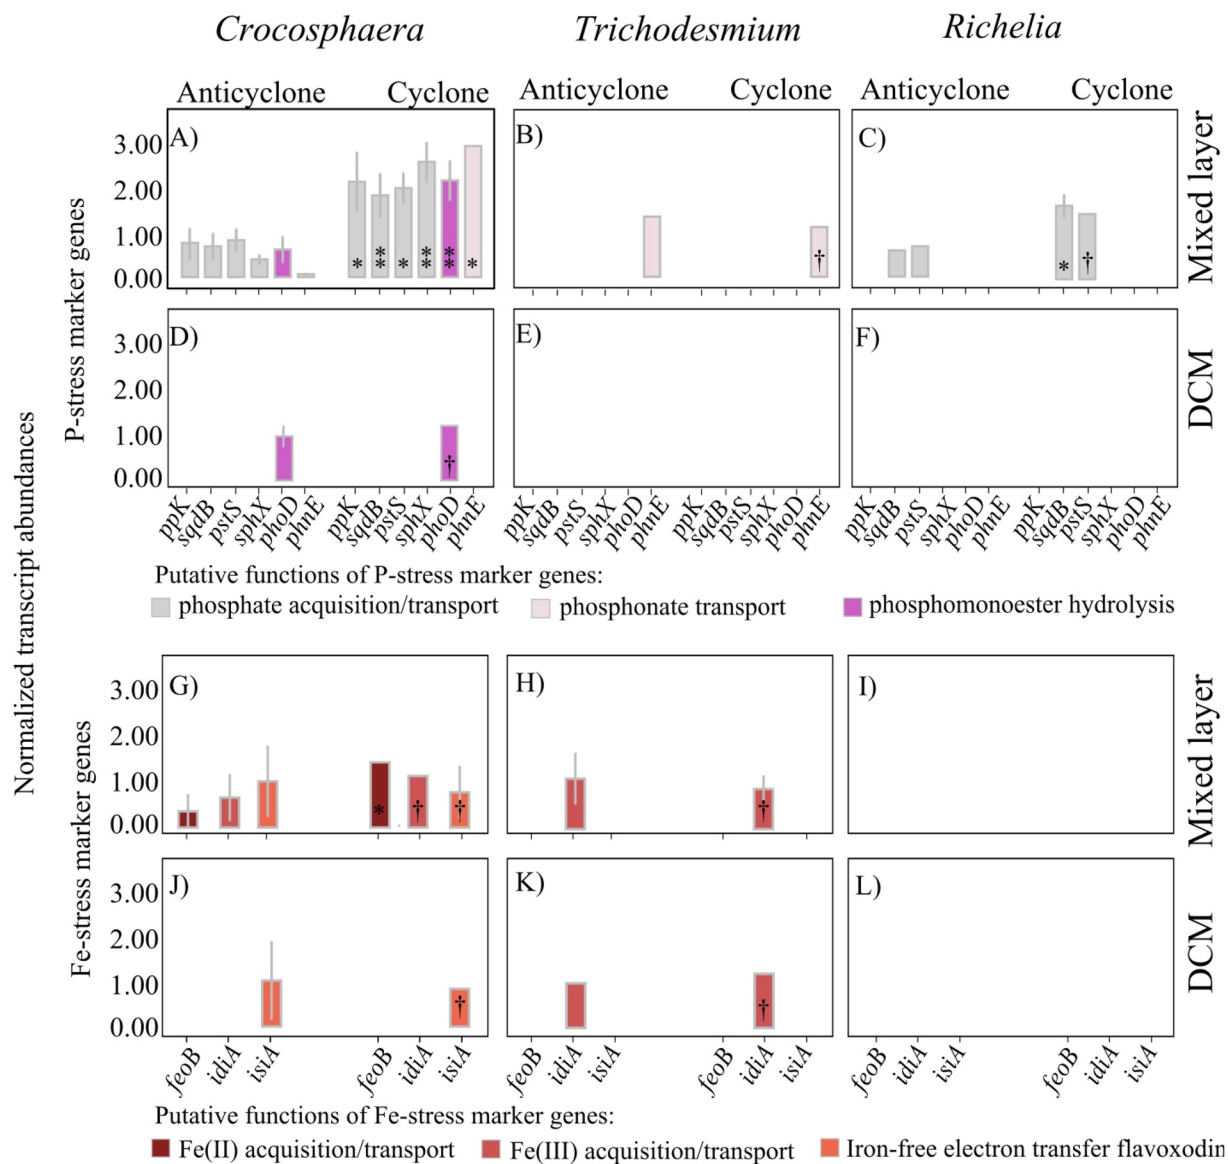 Crocosphaera Trichodesmium Richelia
Anticyclone Cyclone Anticyclone Cyclone Anticyclone Cyclone
Normalized transcript abundances
P-stress marker genes
A) B) C)
3.00
2.00
1.00
0.00
* ** * ** ** * † * †
Mixed layer
D) E) F)
3.00
2.00
1.00
0.00
†
DCM
ppK sqdB pstS sphX phoD phnE ppK sqdB pstS sphX phoD phnE ppK sqdB pstS sphX phoD phnE ppK sqdB pstS sphX phoD phnE ppK sqdB pstS sphX phoD phnE ppK sqdB pstS sphX phoD phnE
Putative functions of P-stress marker genes:
phosphate acquisition/transport phosphonate transport phosphomonoester hydrolysis
Fe-stress marker genes
G) H) I)
3.00
2.00
1.00
0.00
* † † †
Mixed layer
J) K) L)
3.00
2.00
1.00
0.00
† †
DCM
feoB idiA isiA feoB idiA isiA feoB idiA isiA feoB idiA isiA feoB idiA isiA feoB idiA isiA
Putative functions of Fe-stress marker genes:
Fe(II) acquisition/transport Fe(III) acquisition/transport Iron-free electron transfer flavoxodin